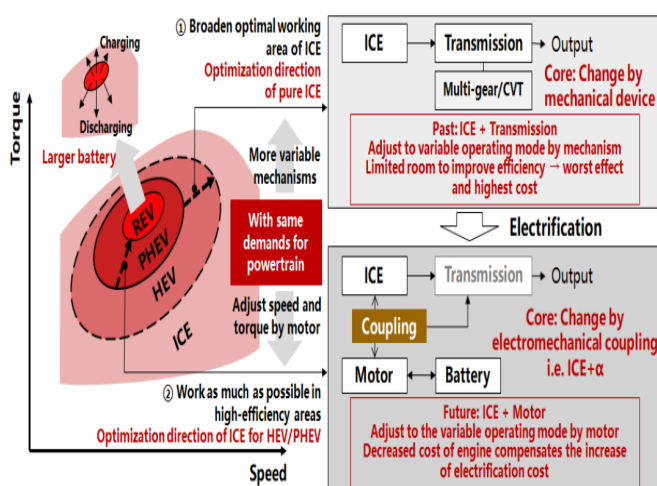 Charging
Discharging
Larger battery
Torque
Speed
REV
PHEV
HEV
ICE
① Broaden optimal working
area of ICE
Optimization direction
of pure ICE
More variable
mechanisms
With same
demands for
powertrain
Adjust speed and
torque by motor
② Work as much as possible in
high-efficiency areas
Optimization direction of ICE for HEV/PHEV
ICE
Transmission
Output
Multi-gear/CVT
Core: Change by
mechanical device
Past: ICE + Transmission
Adjust to variable operating mode by mechanism
Limited room to improve efficiency → worst effect
and highest cost
Electrification
ICE
Transmission
Output
Coupling
Motor
Battery
Core: Change by
electromechanical coupling
i.e. ICE+α
Future: ICE + Motor
Adjust to the variable operating mode by motor
Decreased cost of engine compensates the increase
of electrification cost